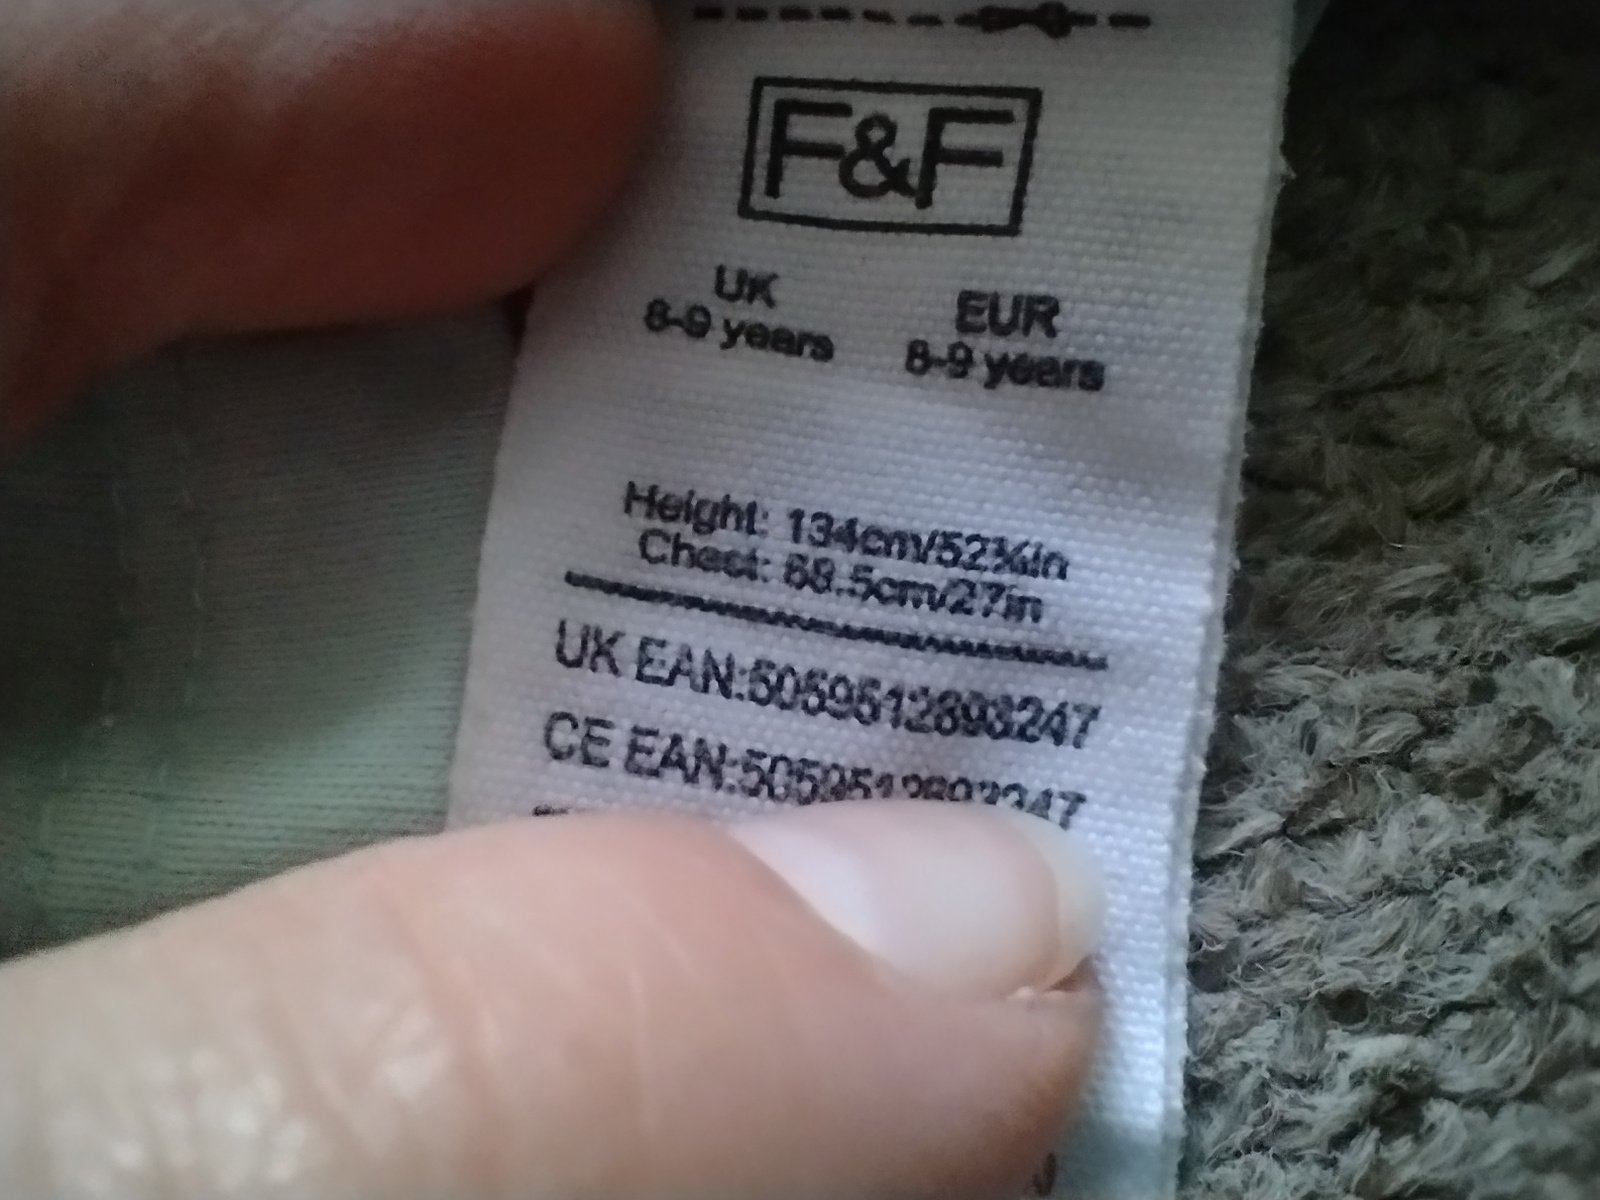 F&F
UK EUR
8-9 years 8-9 years
Height: 134cm/52¾in
Chest: 68.5cm/27in
UK EAN:5059512893247
CE EAN:5059512893247